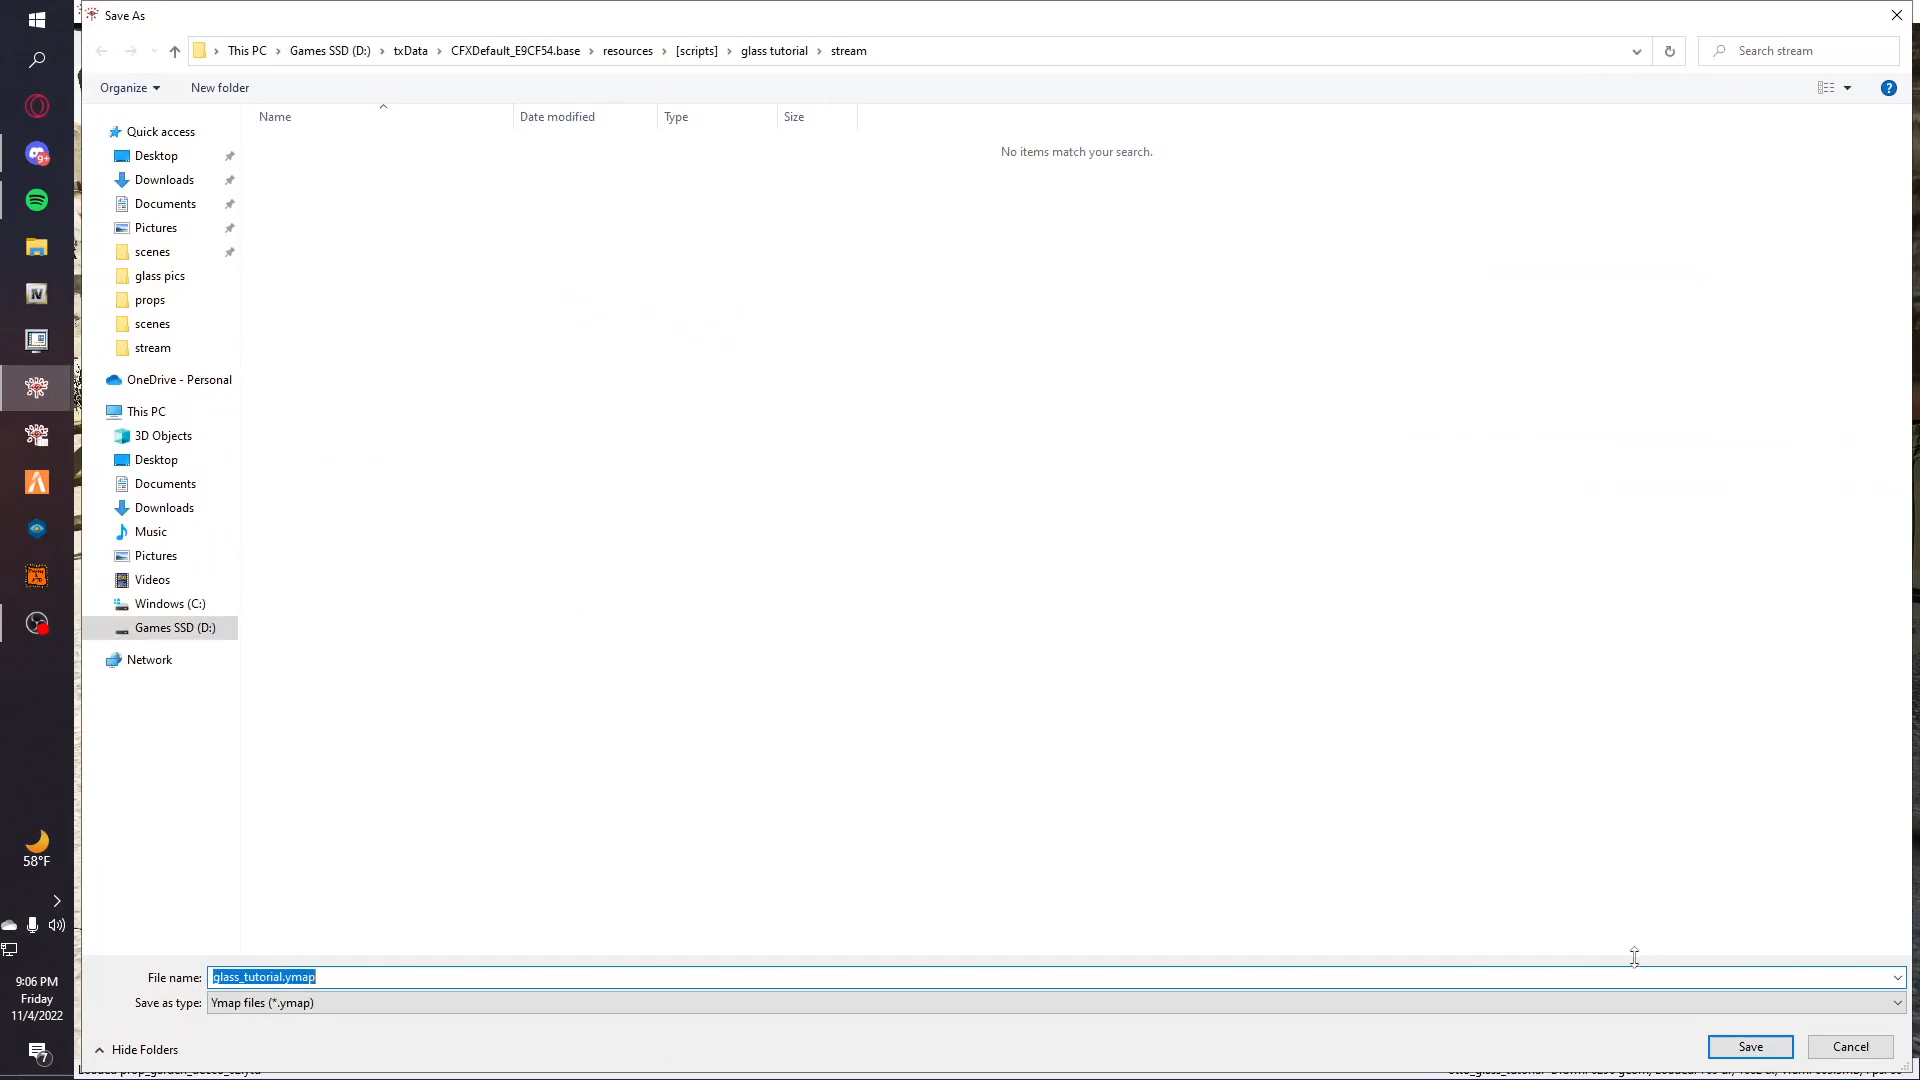 Save As
This PC > Games SSD (D:) > txData > CFXDefault_E9CF54.base > resources > [scripts] > glass tutorial > stream
Search stream
Organize
New folder
Name
Date modified
Type
Size
No items match your search.
Quick access
Desktop
Downloads
Documents
Pictures
scenes
glass pics
props
scenes
stream
OneDrive - Personal
This PC
3D Objects
Desktop
Documents
Downloads
Music
Pictures
Videos
Windows (C:)
Games SSD (D:)
Network
9+
IV
58°F
9:06 PM
Friday
11/4/2022
7
File name: glass_tutorial.ymap
Save as type: Ymap files (*.ymap)
Hide Folders
Save
Cancel